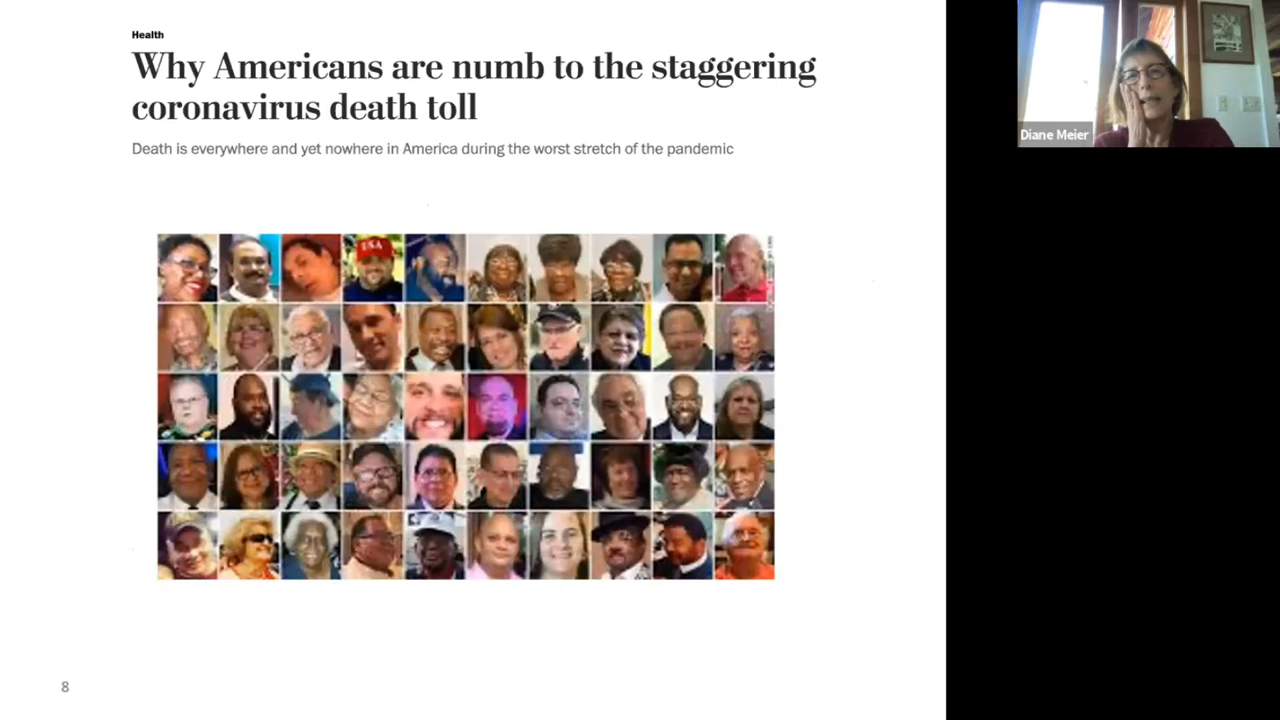 Health
Why Americans are numb to the staggering
coronavirus death toll
Death is everywhere and yet nowhere in America during the worst stretch of the pandemic
USA
Diane Meier
8